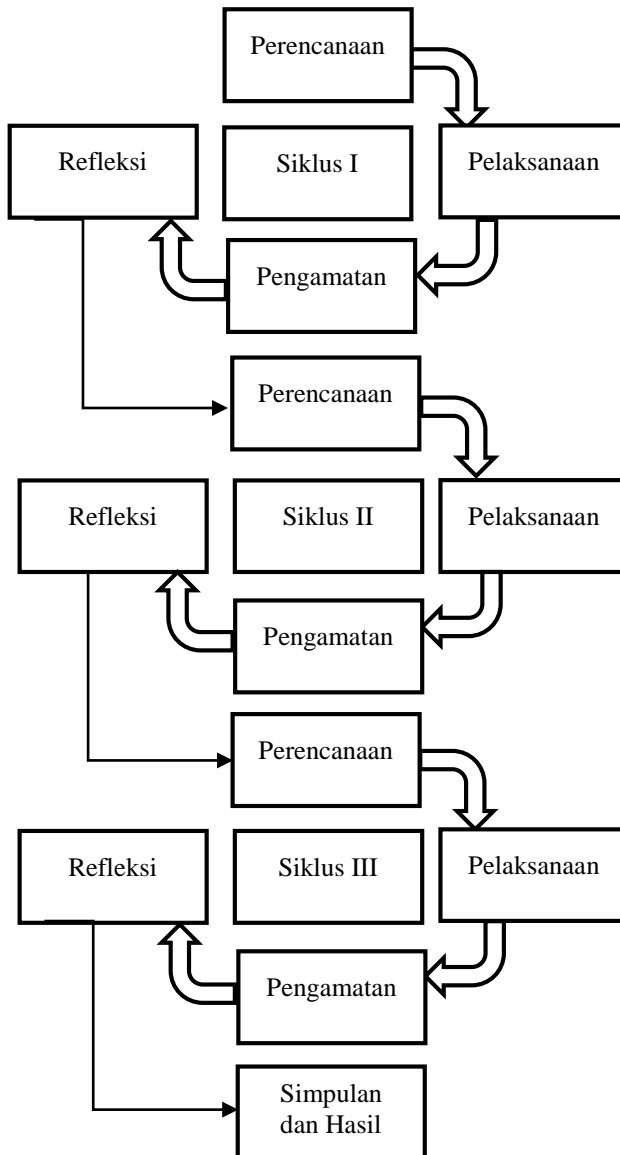 Perencanaan
Refleksi
Siklus I
Pelaksanaan
Pengamatan
Perencanaan
Refleksi
Siklus II
Pelaksanaan
Pengamatan
Perencanaan
Refleksi
Siklus III
Pelaksanaan
Pengamatan
Simpulan
dan Hasil